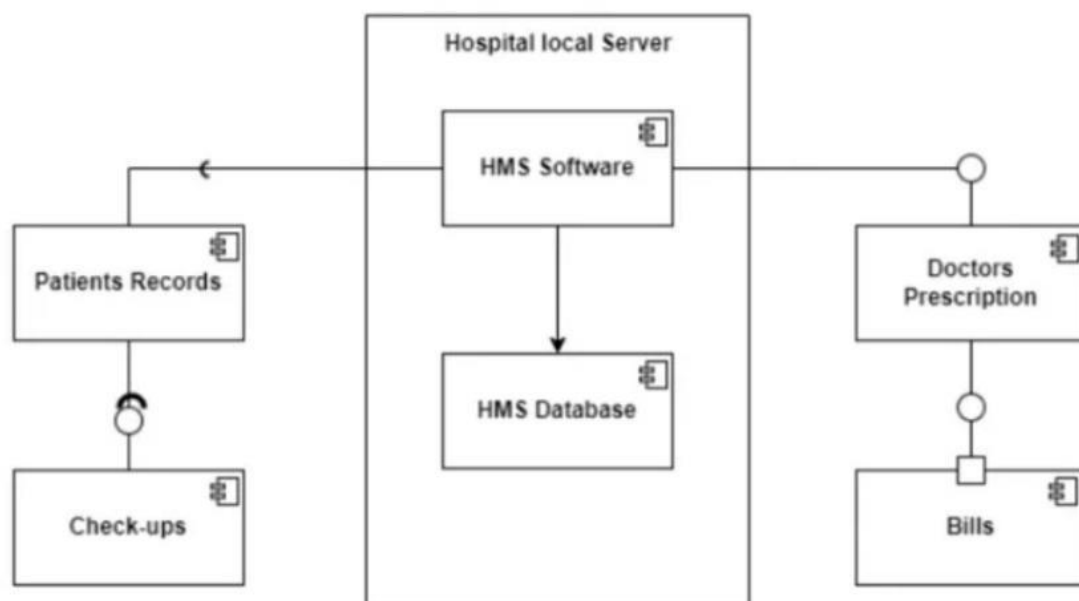 Hospital local Server
HMS Software
Patients Records
Doctors
Prescription
HMS Database
Check-ups
Bills